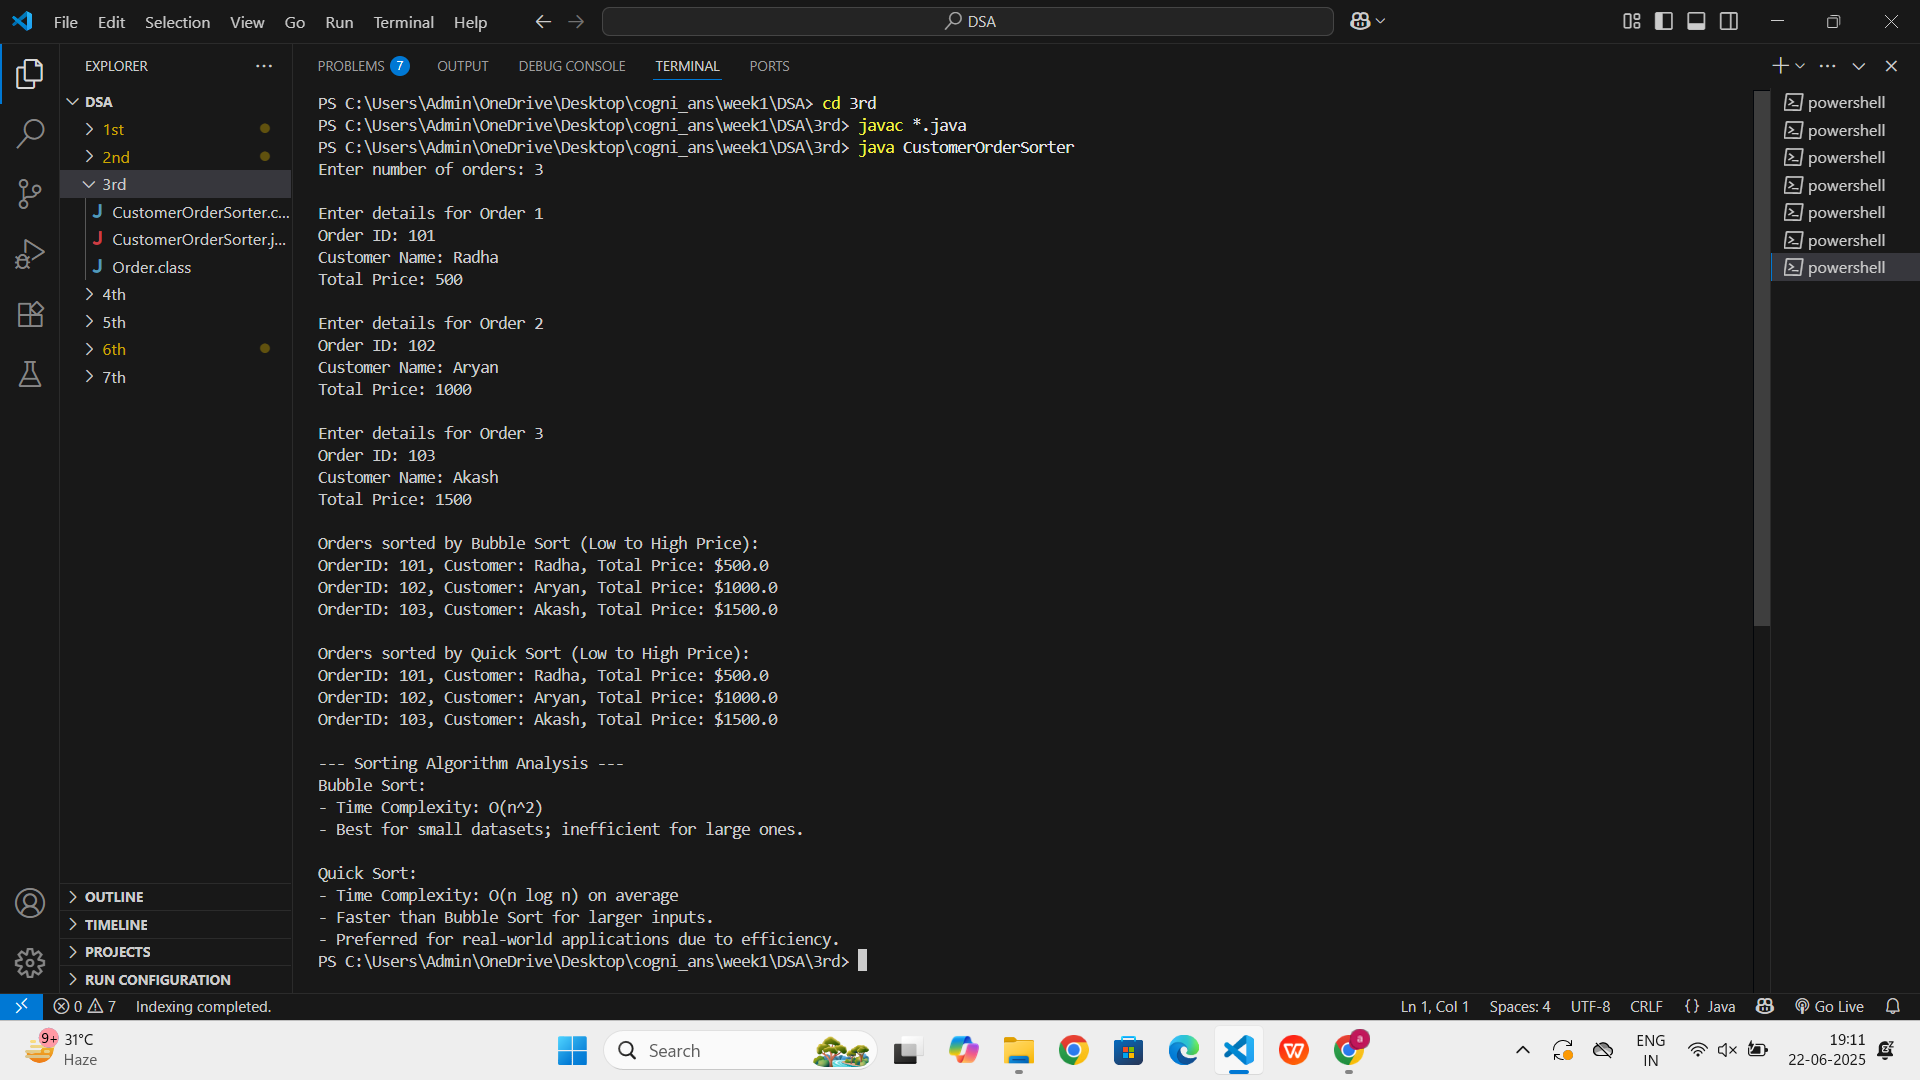 File Edit Selection View Go Run Terminal Help
DSA
EXPLORER
DSA
1st
2nd
3rd
CustomerOrderSorter.c...
CustomerOrderSorter.j...
Order.class
4th
5th
6th
7th
OUTLINE
TIMELINE
PROJECTS
RUN CONFIGURATION
PROBLEMS 7 OUTPUT DEBUG CONSOLE TERMINAL PORTS
PS C:\Users\Admin\OneDrive\Desktop\cogni_ans\week1\DSA> cd 3rd
PS C:\Users\Admin\OneDrive\Desktop\cogni_ans\week1\DSA\3rd> javac *.java
PS C:\Users\Admin\OneDrive\Desktop\cogni_ans\week1\DSA\3rd> java CustomerOrderSorter
Enter number of orders: 3
Enter details for Order 1
Order ID: 101
Customer Name: Radha
Total Price: 500
Enter details for Order 2
Order ID: 102
Customer Name: Aryan
Total Price: 1000
Enter details for Order 3
Order ID: 103
Customer Name: Akash
Total Price: 1500
Orders sorted by Bubble Sort (Low to High Price):
OrderID: 101, Customer: Radha, Total Price: $500.0
OrderID: 102, Customer: Aryan, Total Price: $1000.0
OrderID: 103, Customer: Akash, Total Price: $1500.0
Orders sorted by Quick Sort (Low to High Price):
OrderID: 101, Customer: Radha, Total Price: $500.0
OrderID: 102, Customer: Aryan, Total Price: $1000.0
OrderID: 103, Customer: Akash, Total Price: $1500.0
--- Sorting Algorithm Analysis ---
Bubble Sort:
- Time Complexity: O(n^2)
- Best for small datasets; inefficient for large ones.
Quick Sort:
- Time Complexity: O(n log n) on average
- Faster than Bubble Sort for larger inputs.
- Preferred for real-world applications due to efficiency.
PS C:\Users\Admin\OneDrive\Desktop\cogni_ans\week1\DSA\3rd>
powershell
powershell
powershell
powershell
powershell
powershell
powershell
0 7 Indexing completed.
Ln 1, Col 1 Spaces: 4 UTF-8 CRLF {} Java Go Live
9+
31°C
Haze
Search
W
a
ENG
IN
19:11
22-06-2025